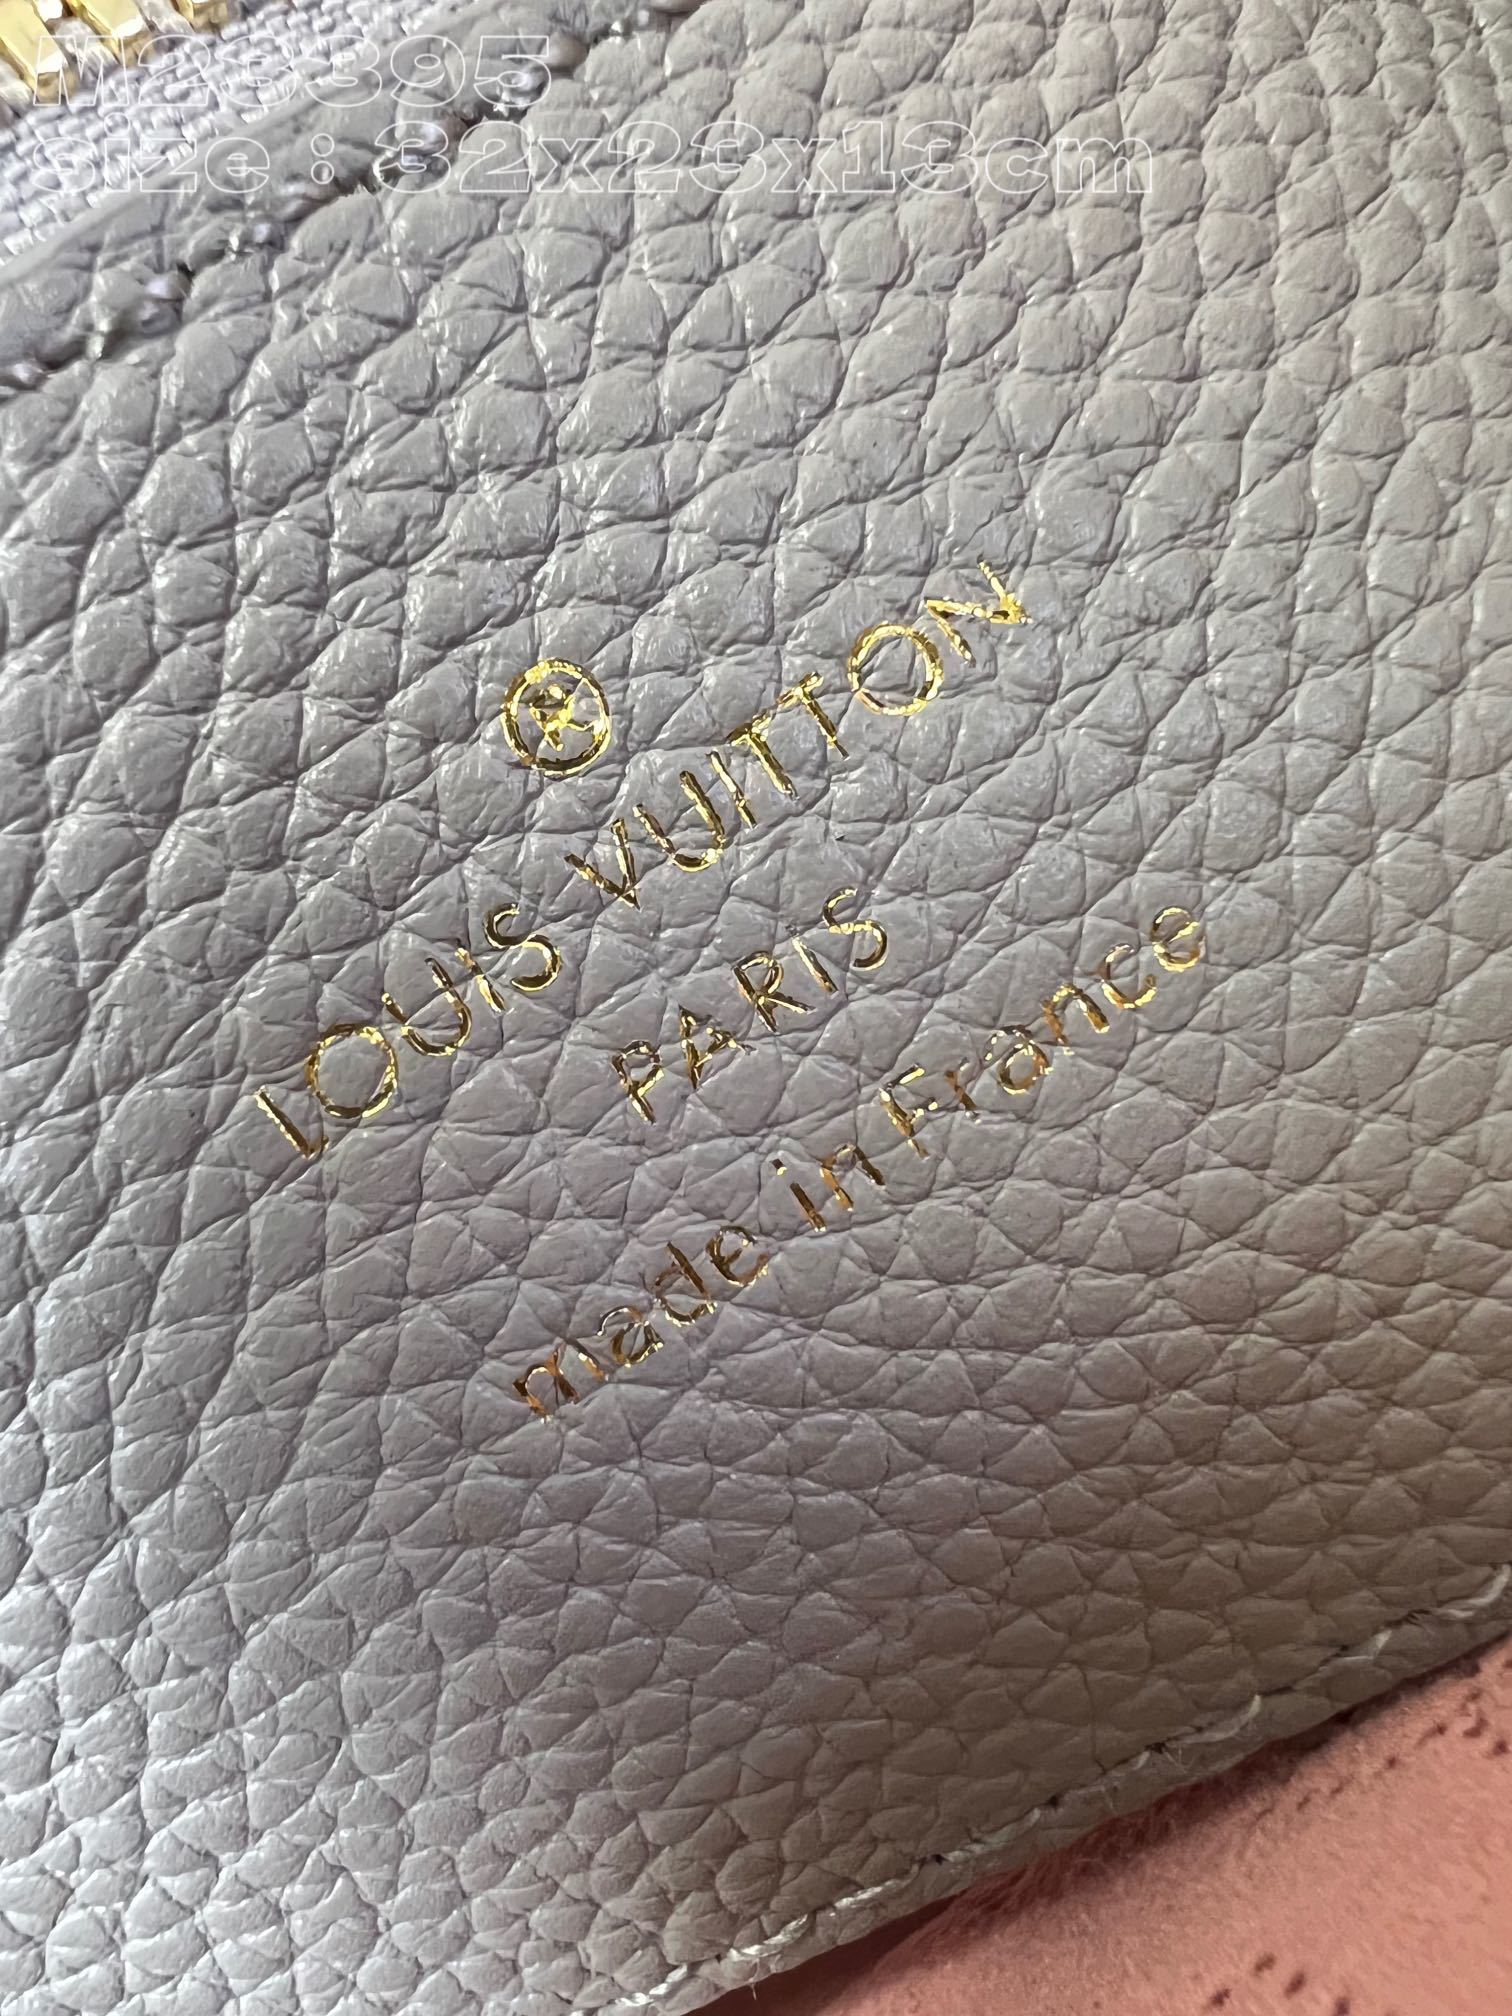 M23395
size : 32x23x13cm
®
LOUIS VUITTON
PARIS
made in France